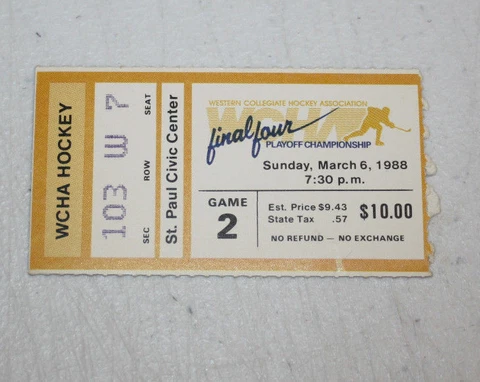 WCHA HOCKEY
103 W 7
SEC ROW SEAT
St. Paul Civic Center
WESTERN COLLEGIATE HOCKEY ASSOCIATION
WCHA
final four
PLAYOFF CHAMPIONSHIP
Sunday, March 6, 1988
7:30 p.m.
GAME
2
Est. Price $9.43
State Tax .57
$10.00
NO REFUND — NO EXCHANGE